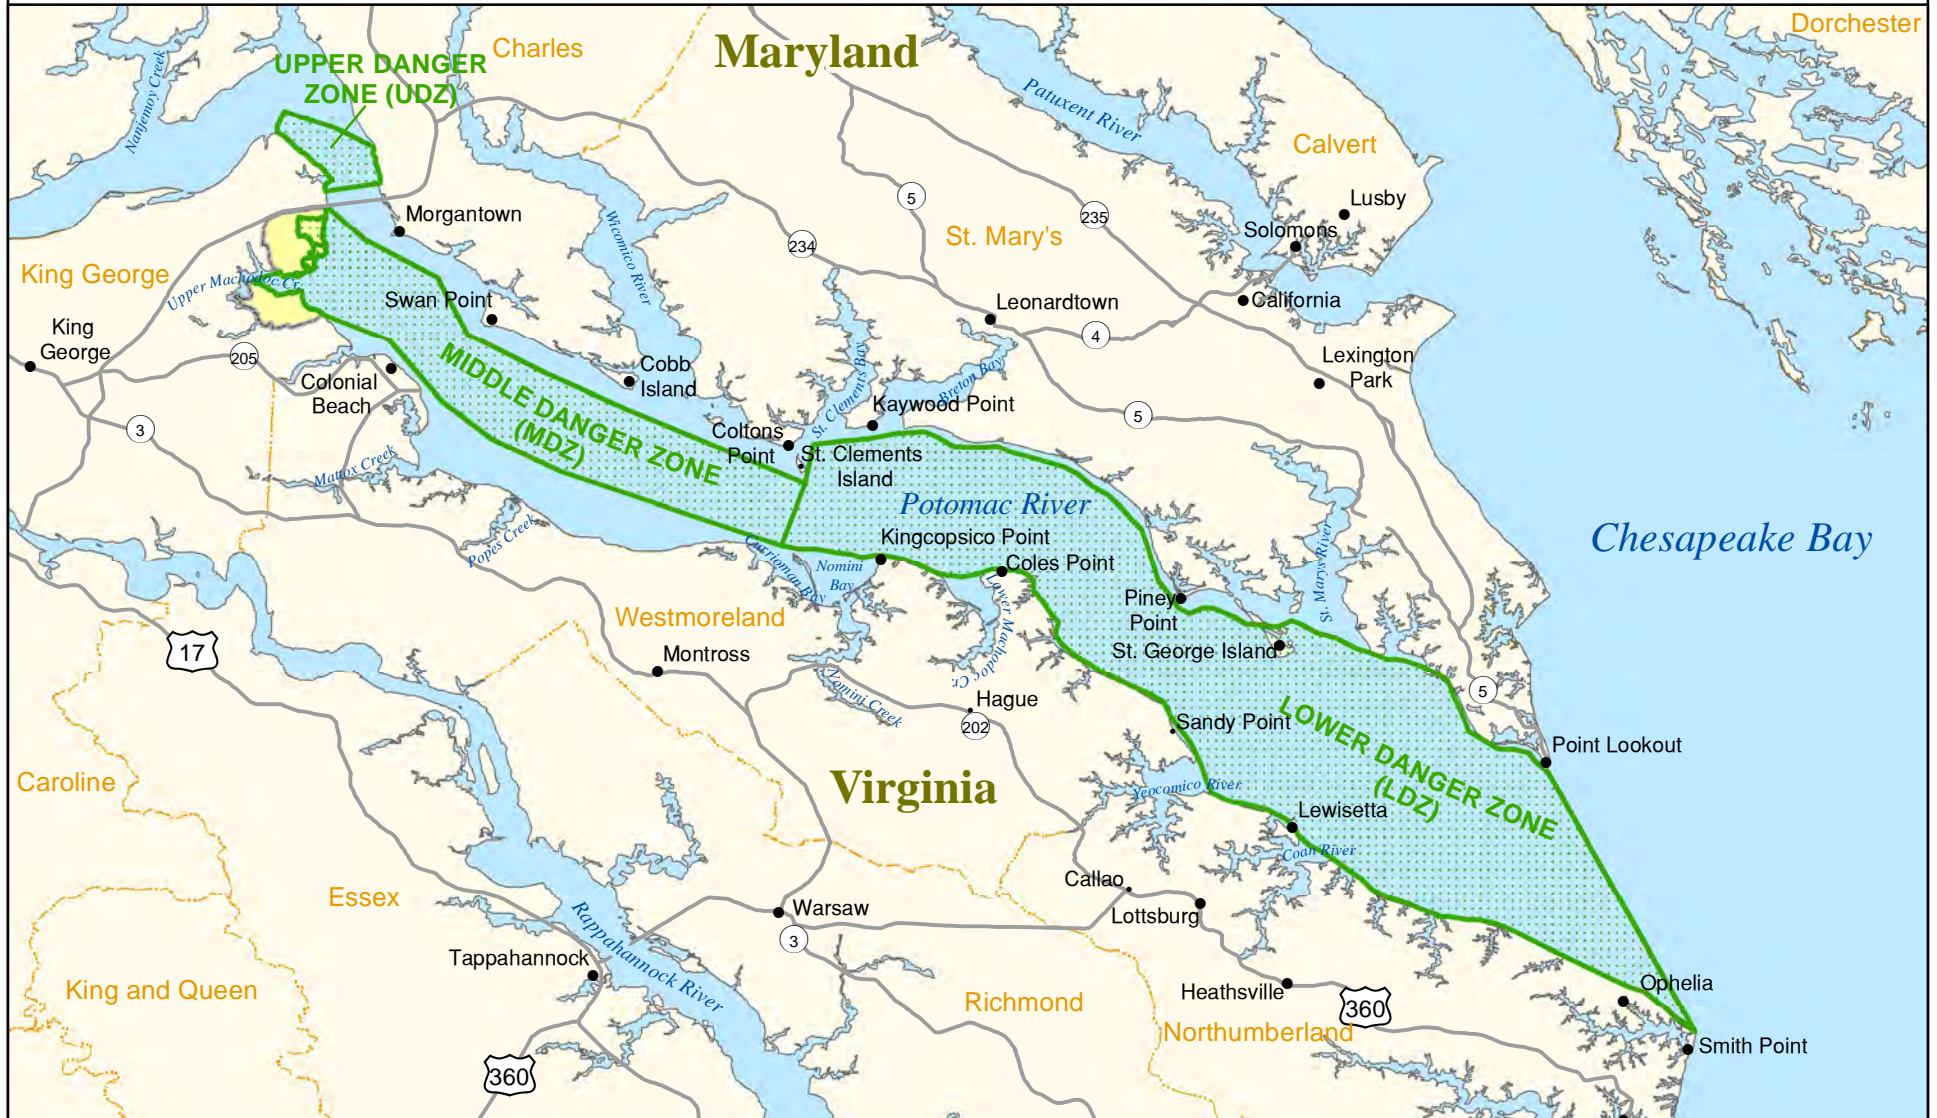 Dorchester
Charles
Maryland
UPPER DANGER
ZONE (UDZ)
Nanjemoy Creek
Patuxent River
Calvert
Lusby
5
235
Morgantown
Solomons
St. Mary's
234
Wicomico River
King George
Upper Machodoc Cr.
Swan Point
Leonardtown
California
King
George
4
205
Colonial
Beach
Cobb
Island
Lexington
Park
MIDDLE DANGER ZONE
(MDZ)
St. Clements Bay
Breton Bay
Kaywood Point
5
3
Coltons
Point
St. Clements
Island
Mattox Creek
Potomac River
Chesapeake Bay
Popes Creek
Kingcopsico Point
Currioman Bay
Nomini
Bay
Coles Point
St. Marys River
Lower Machodoc Cr.
Piney
Point
Westmoreland
17
Montross
St. George Island
Nomini Creek
Hague
202
5
LOWER DANGER ZONE
(LDZ)
Sandy Point
Point Lookout
Caroline
Virginia
Yeocomico River
Lewisetta
Coan River
Callao
Essex
Warsaw
Lottsburg
3
Rappahannock River
Tappahannock
King and Queen
Richmond
Heathsville
360
Ophelia
Northumberland
Smith Point
360